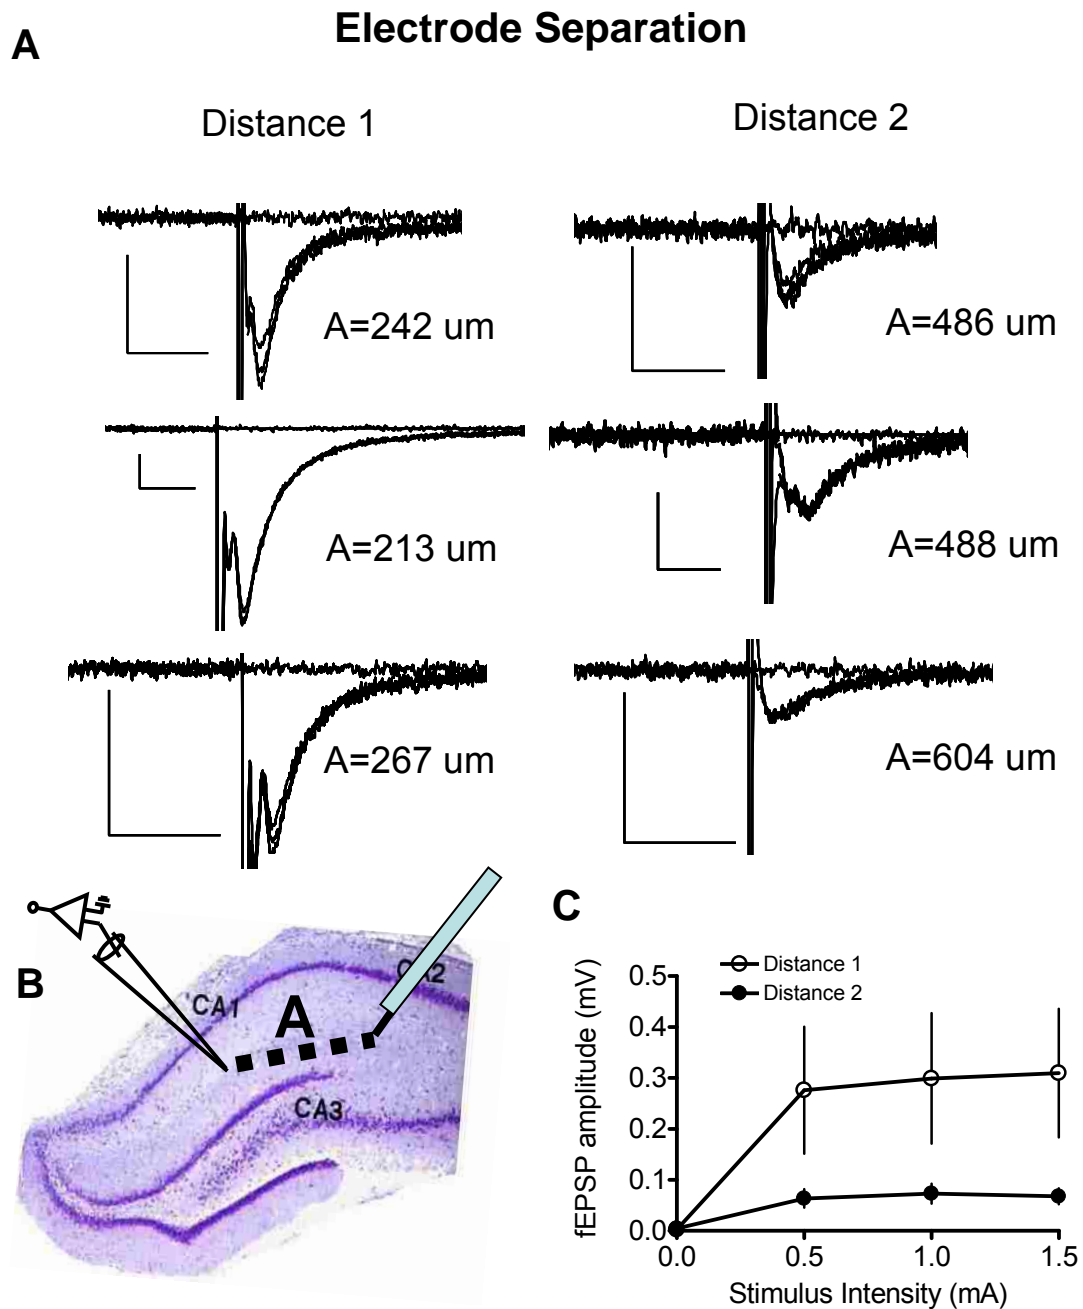 Electrode Separation
A
Distance 1
Distance 2
A=242 um
A=486 um
A=213 um
A=488 um
A=267 um
A=604 um
B
CA1
CA2
A
CA3
C
Distance 1
Distance 2
fEPSP amplitude (mV)
0.5
0.4
0.3
0.2
0.1
0.0
0.0 0.5 1.0 1.5
Stimulus Intensity (mA)